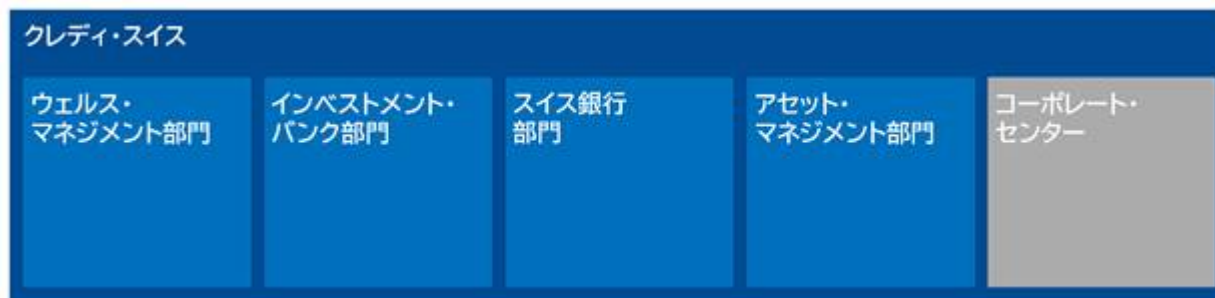 クレディ・スイス
ウェルス・
マネジメント部門
インベストメント・
バンク部門
スイス銀行
部門
アセット・
マネジメント部門
コーポレート・
センター